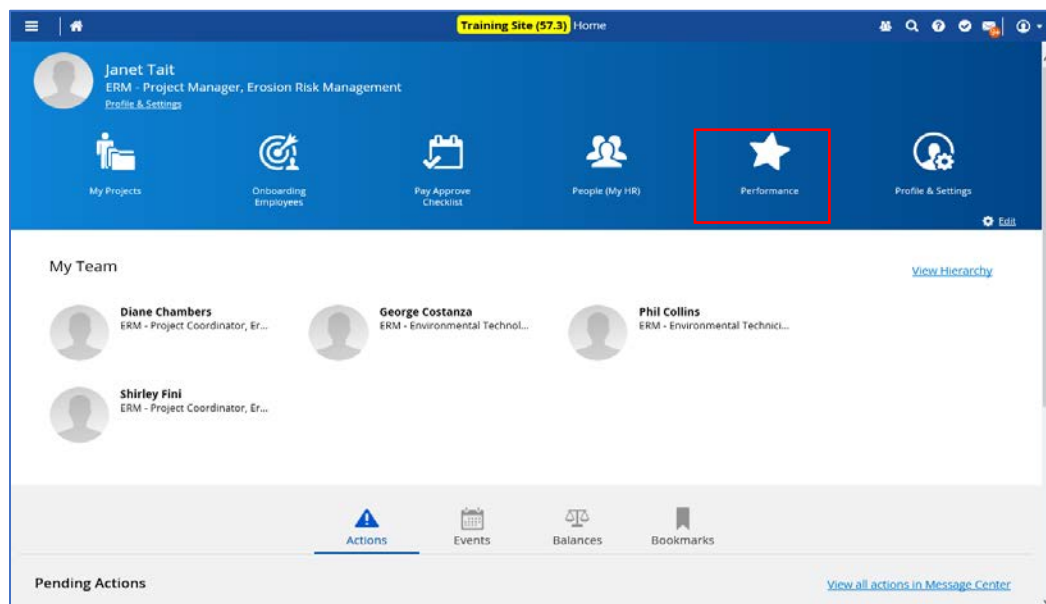 Training Site (57.3) Home
9+
Janet Tait
ERM - Project Manager, Erosion Risk Management
Profile & Settings
My Projects
Onboarding
Employees
Pay Approve
Checklist
People (My HR)
Performance
Profile & Settings
Edit
My Team
View Hierarchy
Diane Chambers
ERM - Project Coordinator, Er...
George Costanza
ERM - Environmental Technol...
Phil Collins
ERM - Environmental Technici...
Shirley Fini
ERM - Project Coordinator, Er...
Actions
Events
Balances
Bookmarks
Pending Actions
View all actions in Message Center